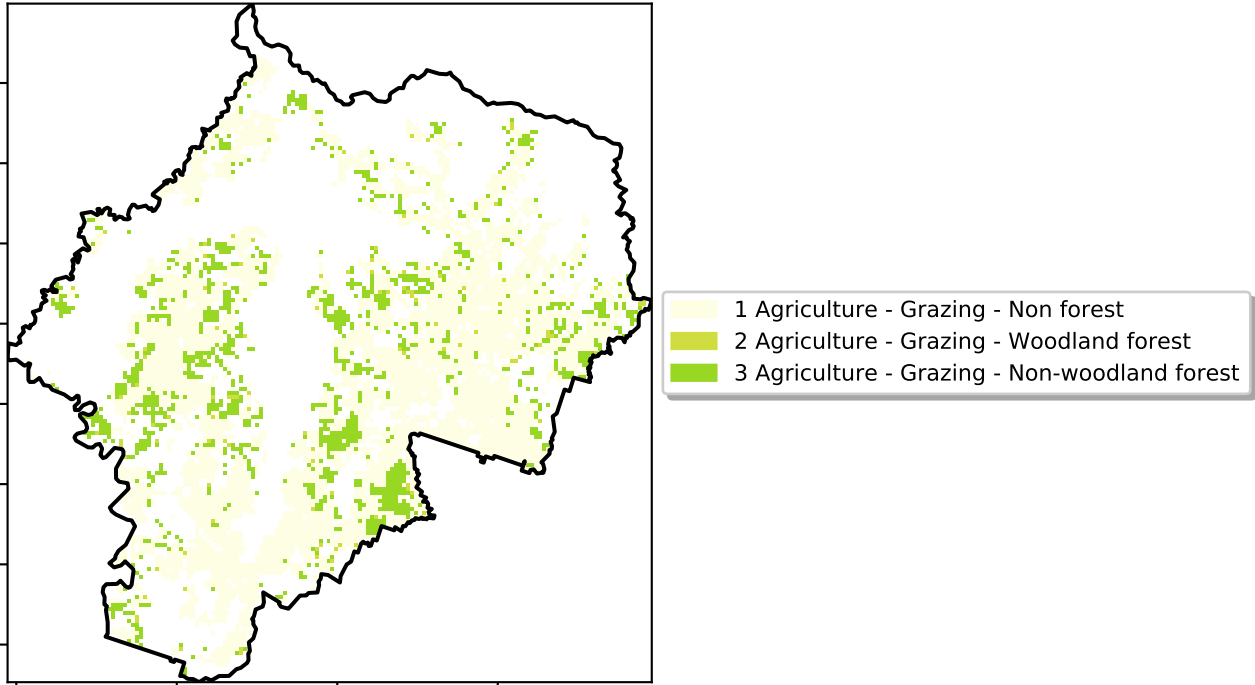 1 Agriculture - Grazing - Non forest
2 Agriculture - Grazing - Woodland forest
3 Agriculture - Grazing - Non-woodland forest